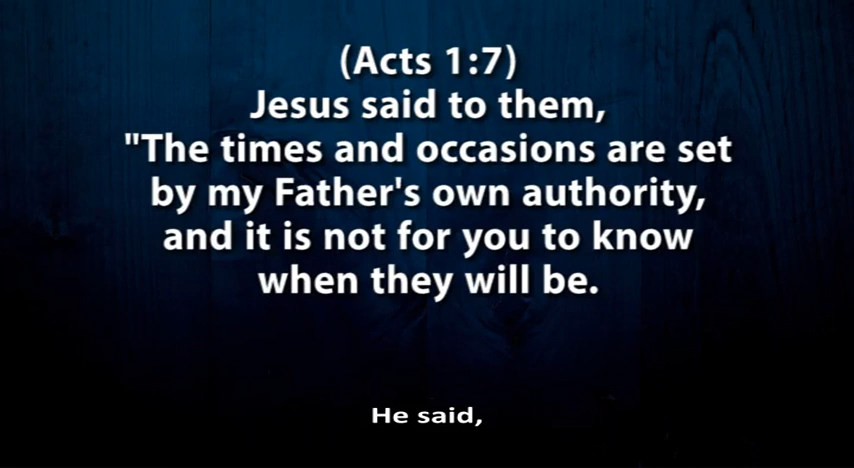 (Acts 1:7)
Jesus said to them,
"The times and occasions are set
by my Father's own authority,
and it is not for you to know
when they will be.
He said,